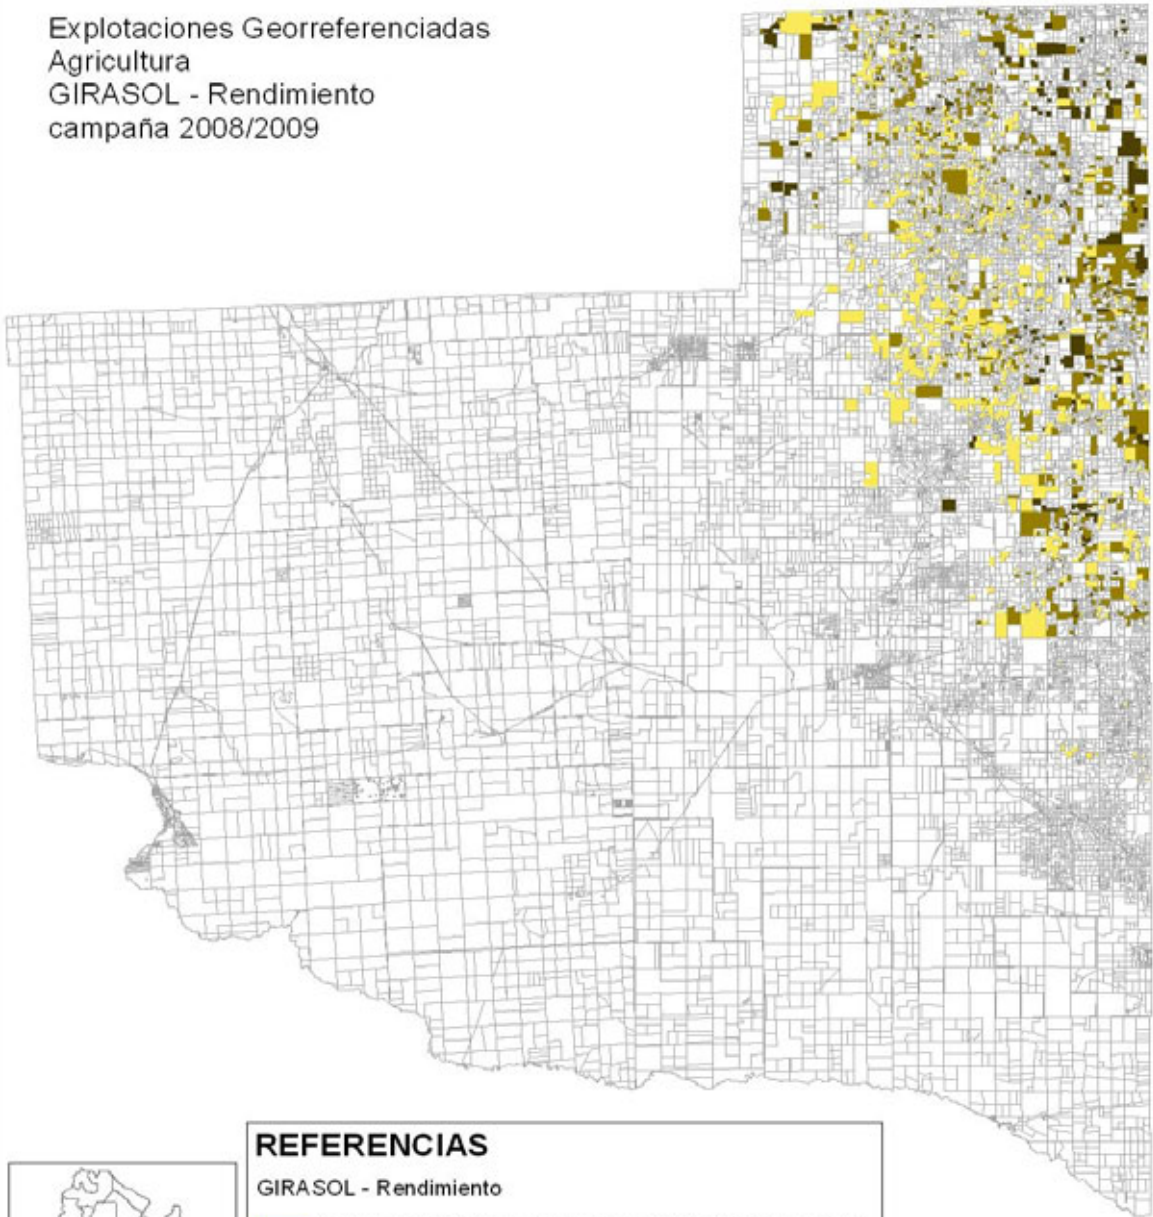 Explotaciones Georreferenciadas
Agricultura
GIRASOL - Rendimiento
campaña 2008/2009
REFERENCIAS
GIRASOL - Rendimiento